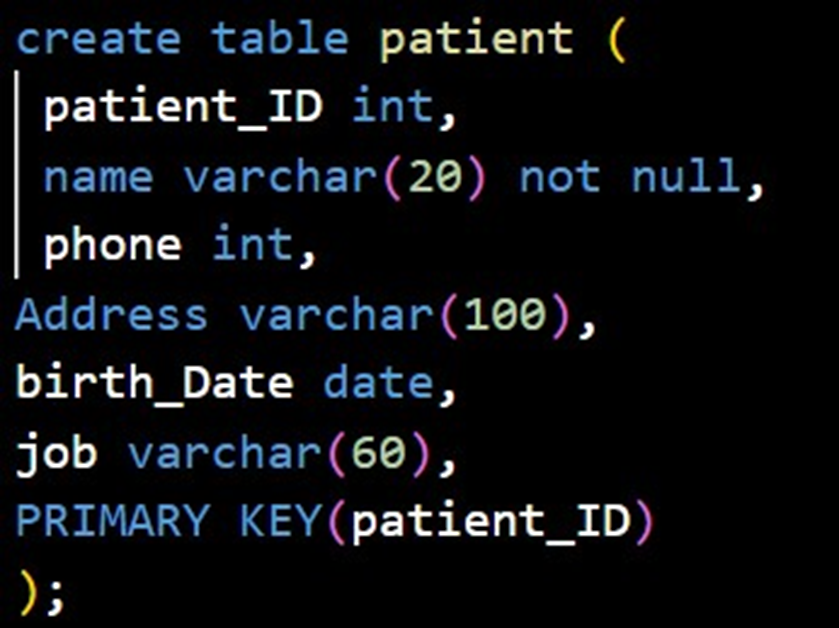 create table patient (
patient_ID int,
name varchar(20) not null,
phone int,
Address varchar(100),
birth_Date date,
job varchar(60),
PRIMARY KEY(patient_ID)
);